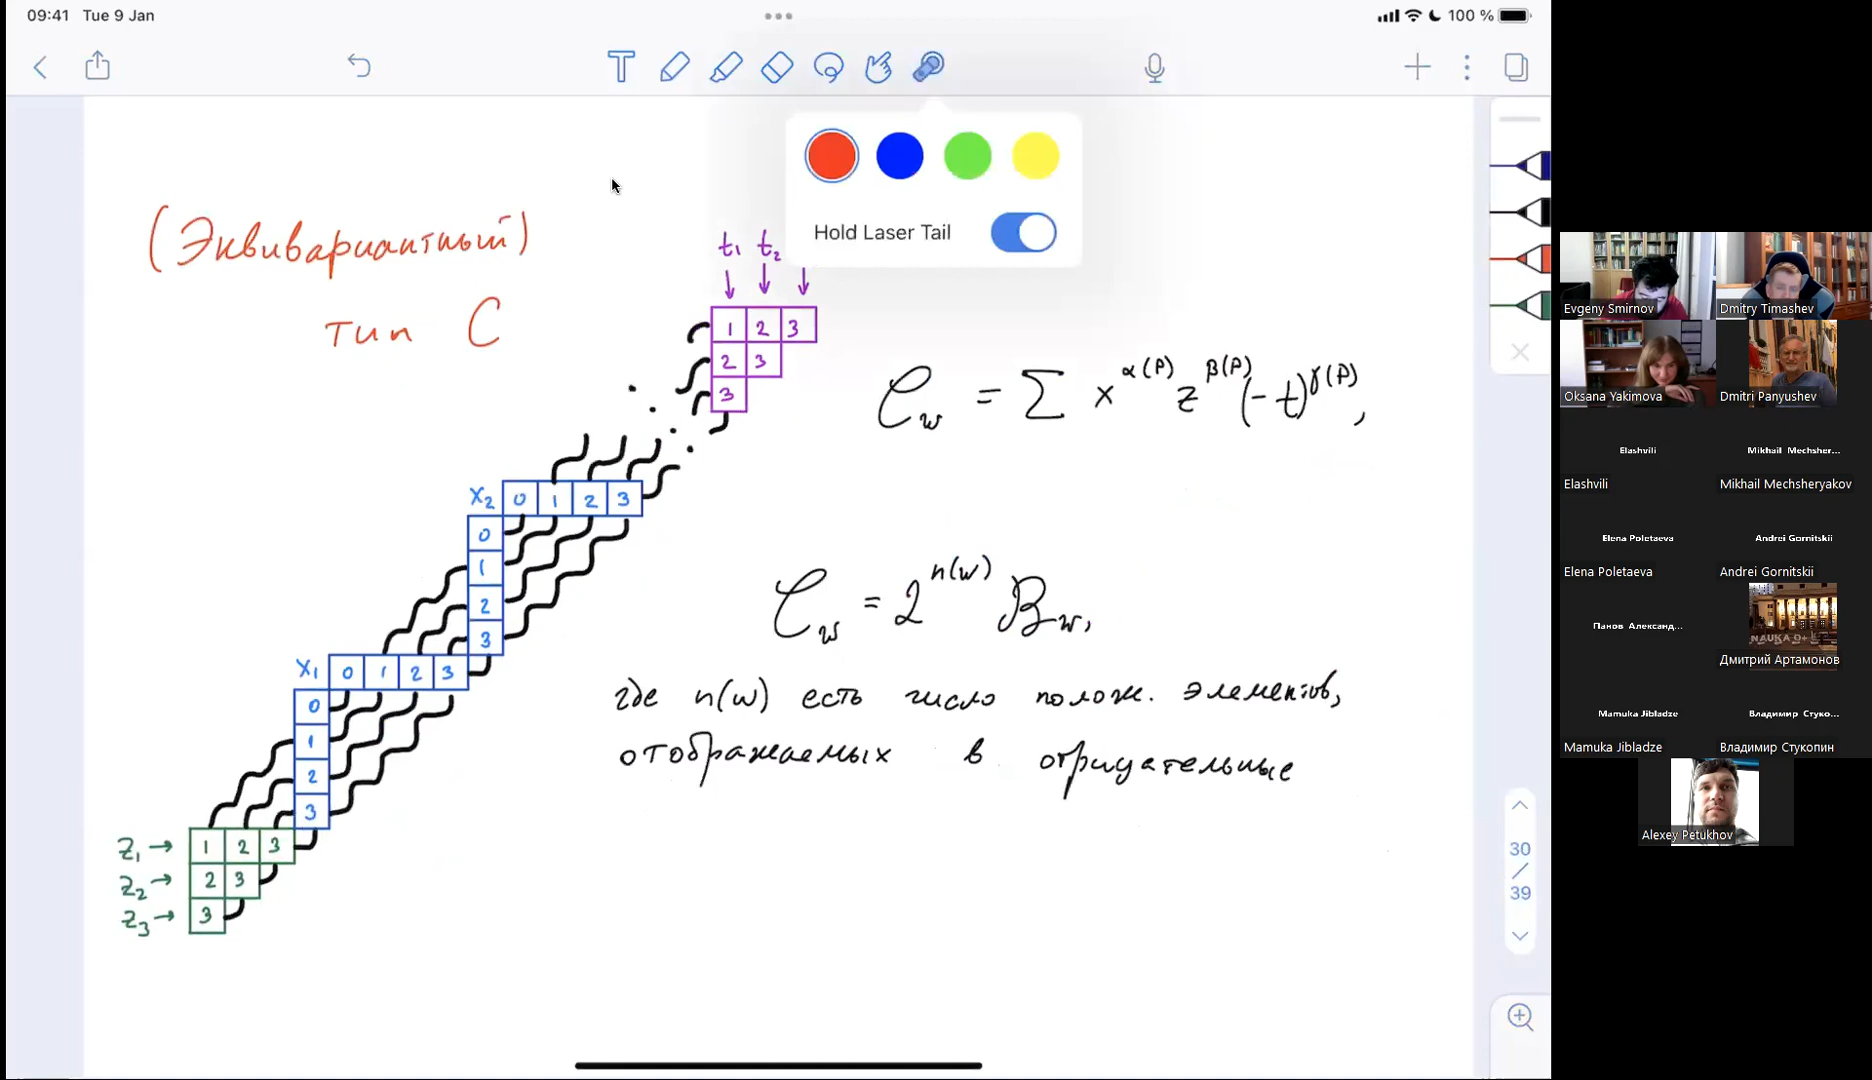 09:41 Tue 9 Jan
100 %
Hold Laser Tail
(Эквивариантный)
тип C
t₁ t₂
1 2 3
2 3
3
𝒞_w = Σ x^α(P) z^β(P) (-t)^γ(P),
X₂ 0 1 2 3
0
1
2
3
𝒞_w = 2^n(w) ℬ_w,
X₁ 0 1 2 3
0
1
2
3
где n(w) есть число полож. элементов,
отображаемых в отрицательные
Z₁ → 1 2 3
Z₂ → 2 3
Z₃ → 3
30
39
Evgeny Smirnov
Dmitry Timashev
Oksana Yakimova
Dmitri Panyushev
Elashvili
Mikhail Mechsher...
Elashvili
Mikhail Mechsheryakov
Elena Poletaeva
Andrei Gornitskii
Elena Poletaeva
Andrei Gornitskii
Панов Александ...
NAUKA 0+
Дмитрий Артамонов
Mamuka Jibladze
Владимир Стуко...
Mamuka Jibladze
Владимир Стукопин
Alexey Petukhov